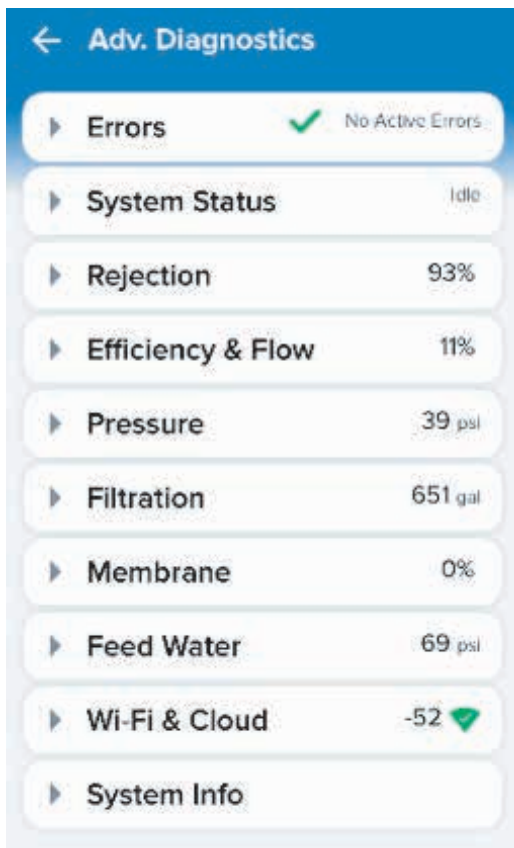 Adv. Diagnostics
Errors No Active Errors
System Status Idle
Rejection 93%
Efficiency & Flow 11%
Pressure 39 psi
Filtration 651 gal
Membrane 0%
Feed Water 69 psi
Wi-Fi & Cloud -52
System Info